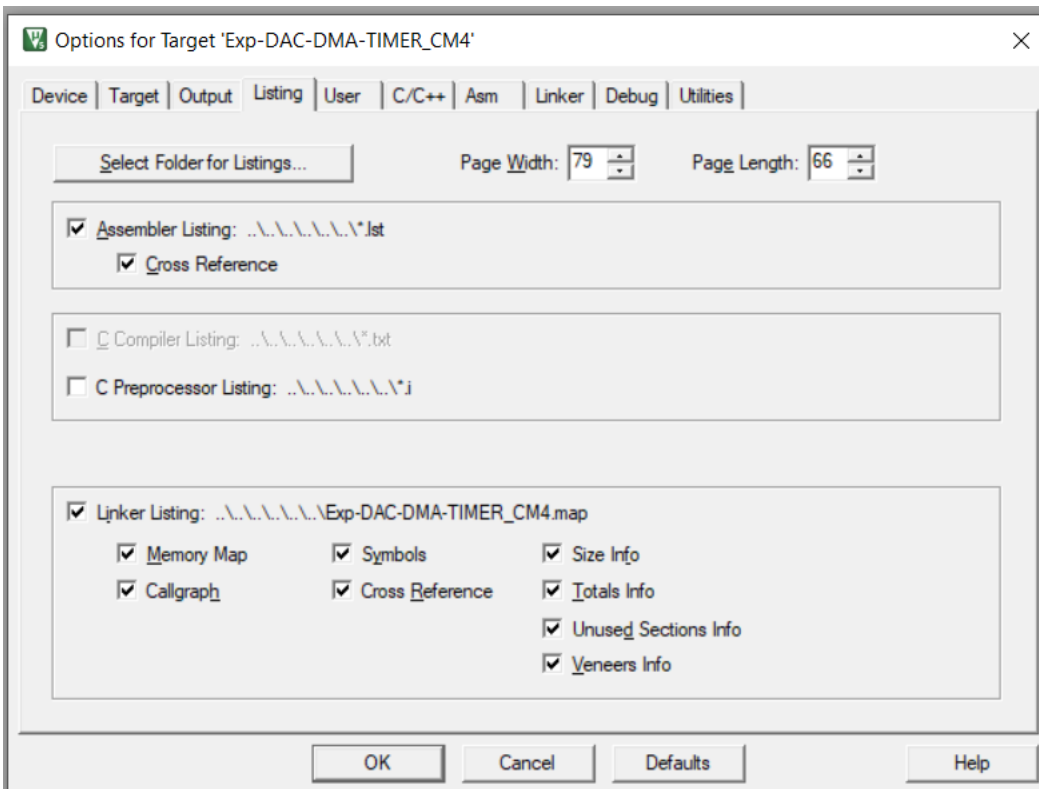 Options for Target 'Exp-DAC-DMA-TIMER_CM4'
Device Target Output Listing User C/C++ Asm Linker Debug Utilities
Select Folder for Listings... Page Width: 79 Page Length: 66
Assembler Listing: ..\..\..\..\..\..\*.lst
Cross Reference
C Compiler Listing: ..\..\..\..\..\..\*.txt
C Preprocessor Listing: ..\..\..\..\..\..\*.i
Linker Listing: ..\..\..\..\..\..\Exp-DAC-DMA-TIMER_CM4.map
Memory Map Symbols Size Info
Callgraph Cross Reference Totals Info
Unused Sections Info
Veneers Info
OK Cancel Defaults Help